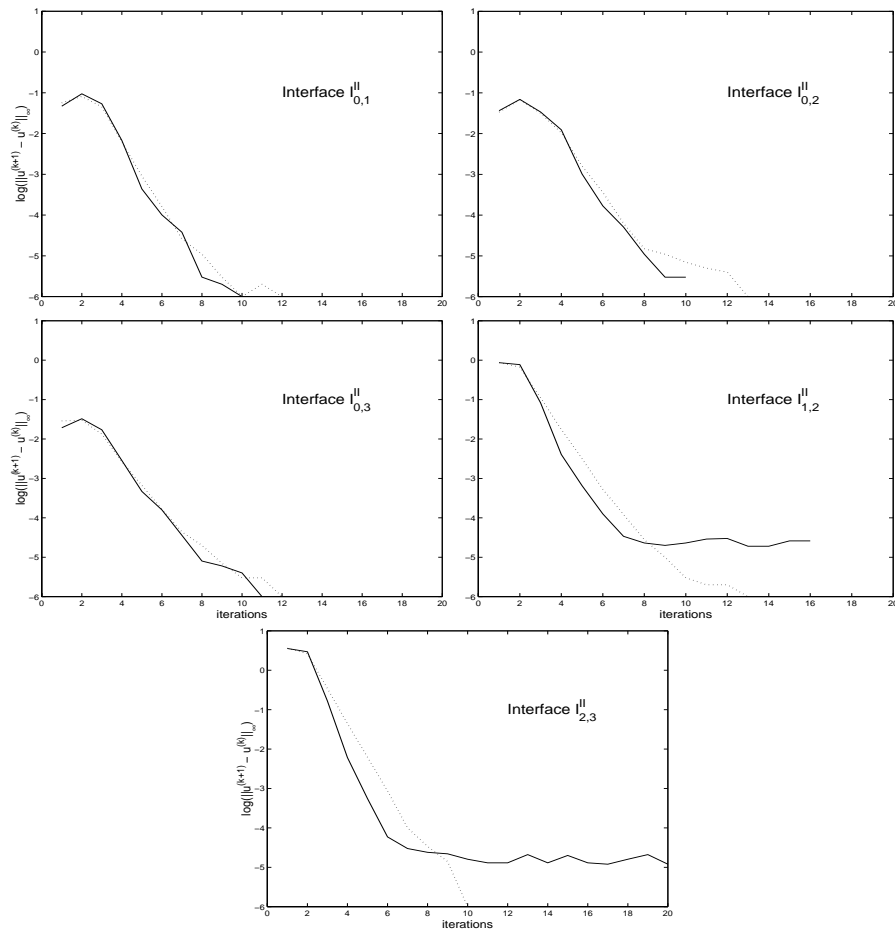 1
0
−1
−2
−3
−4
−5
−6
0 2 4 6 8 10 12 14 16 18 20
log(||u^(k+1) − u^(k)||_∞)
Interface I^II_0,1
1
0
−1
−2
−3
−4
−5
−6
0 2 4 6 8 10 12 14 16 18 20
Interface I^II_0,2
1
0
−1
−2
−3
−4
−5
−6
0 2 4 6 8 10 12 14 16 18 20
iterations
log(||u^(k+1) − u^(k)||_∞)
Interface I^II_0,3
1
0
−1
−2
−3
−4
−5
−6
0 2 4 6 8 10 12 14 16 18 20
iterations
Interface I^II_1,2
1
0
−1
−2
−3
−4
−5
−6
0 2 4 6 8 10 12 14 16 18 20
iterations
log(||u^(k+1) − u^(k)||_∞)
Interface I^II_2,3